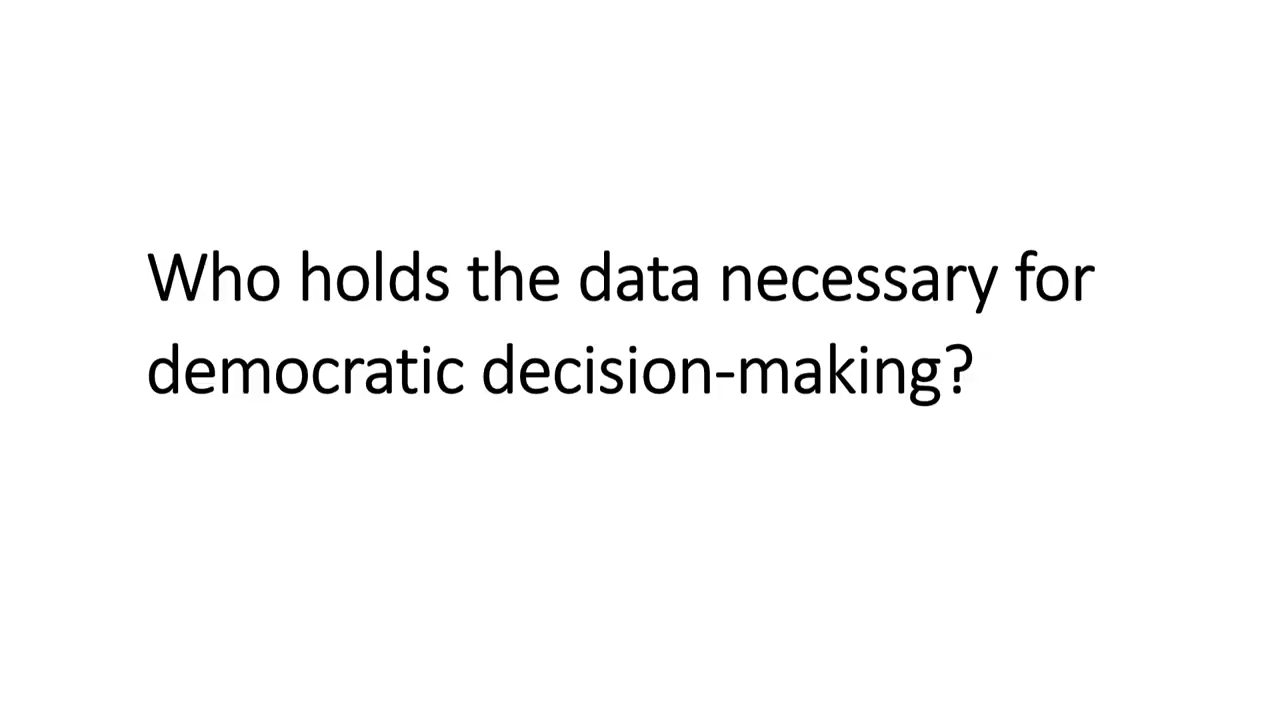 Who holds the data necessary for
democratic decision-making?